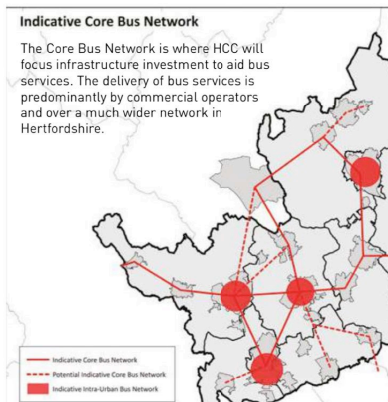 Indicative Core Bus Network
The Core Bus Network is where HCC will
focus infrastructure investment to aid bus
services. The delivery of bus services is
predominantly by commercial operators
and over a much wider network in
Hertfordshire.
Indicative Core Bus Network
Potential Indicative Core Bus Network
Indicative Intra-Urban Bus Network